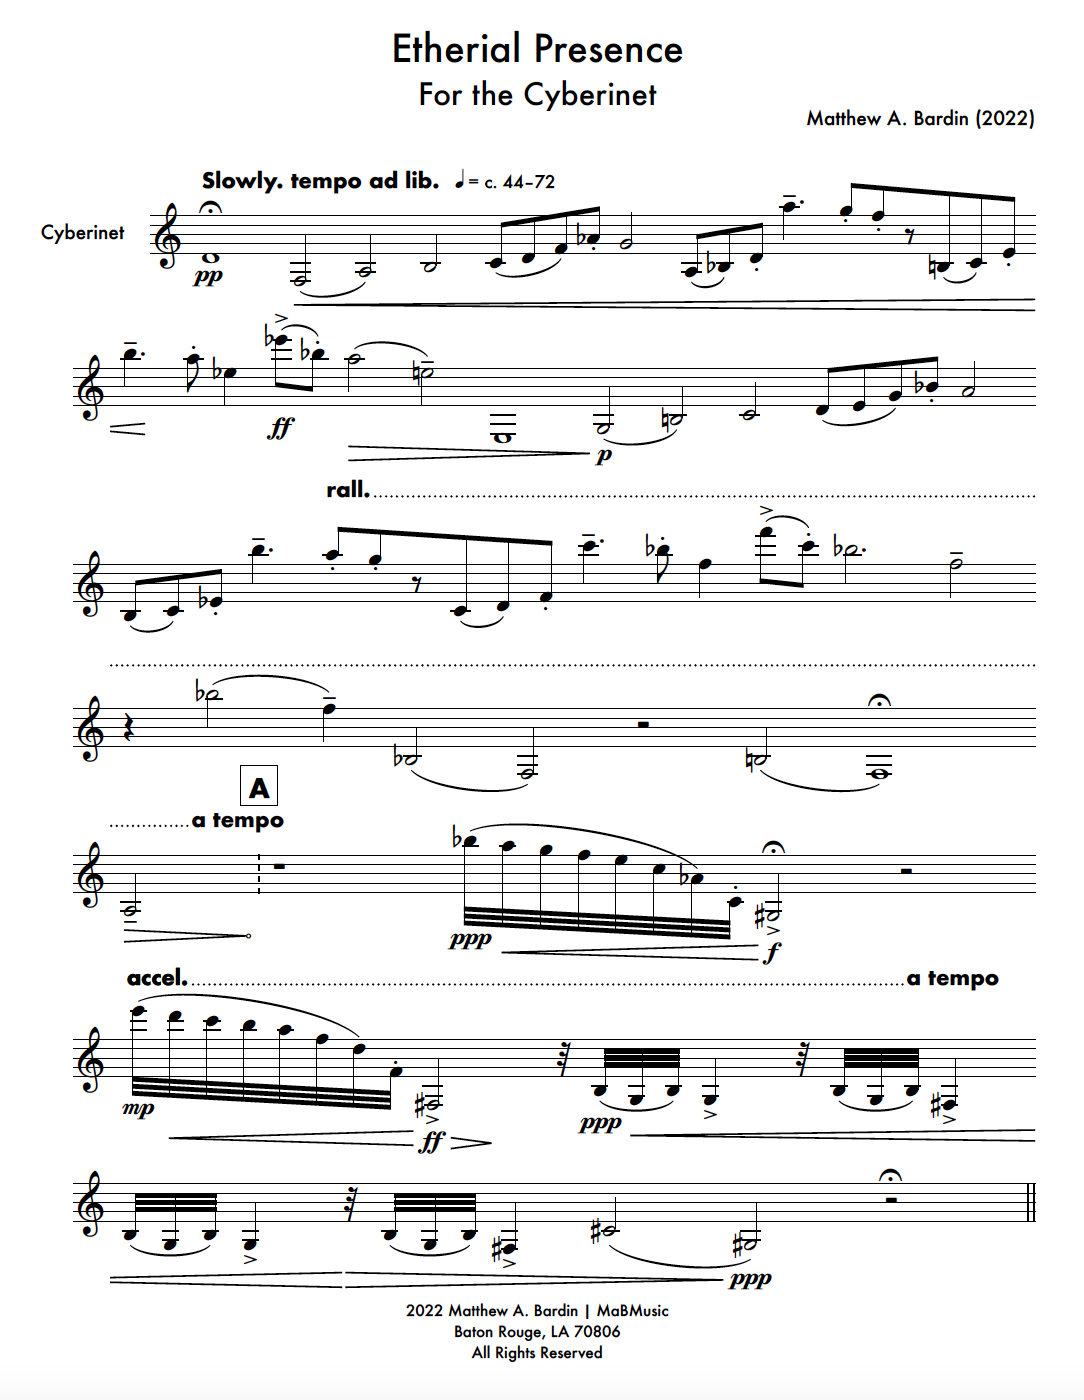 Etherial Presence
For the Cyberinet
Matthew A. Bardin (2022)
Slowly. tempo ad lib. ♩= c. 44–72
Cyberinet
pp
ff
p
rall.
A
a tempo
ppp
f
accel.
a tempo
mp
ff
ppp
ppp
2022 Matthew A. Bardin | MaBMusic
Baton Rouge, LA 70806
All Rights Reserved